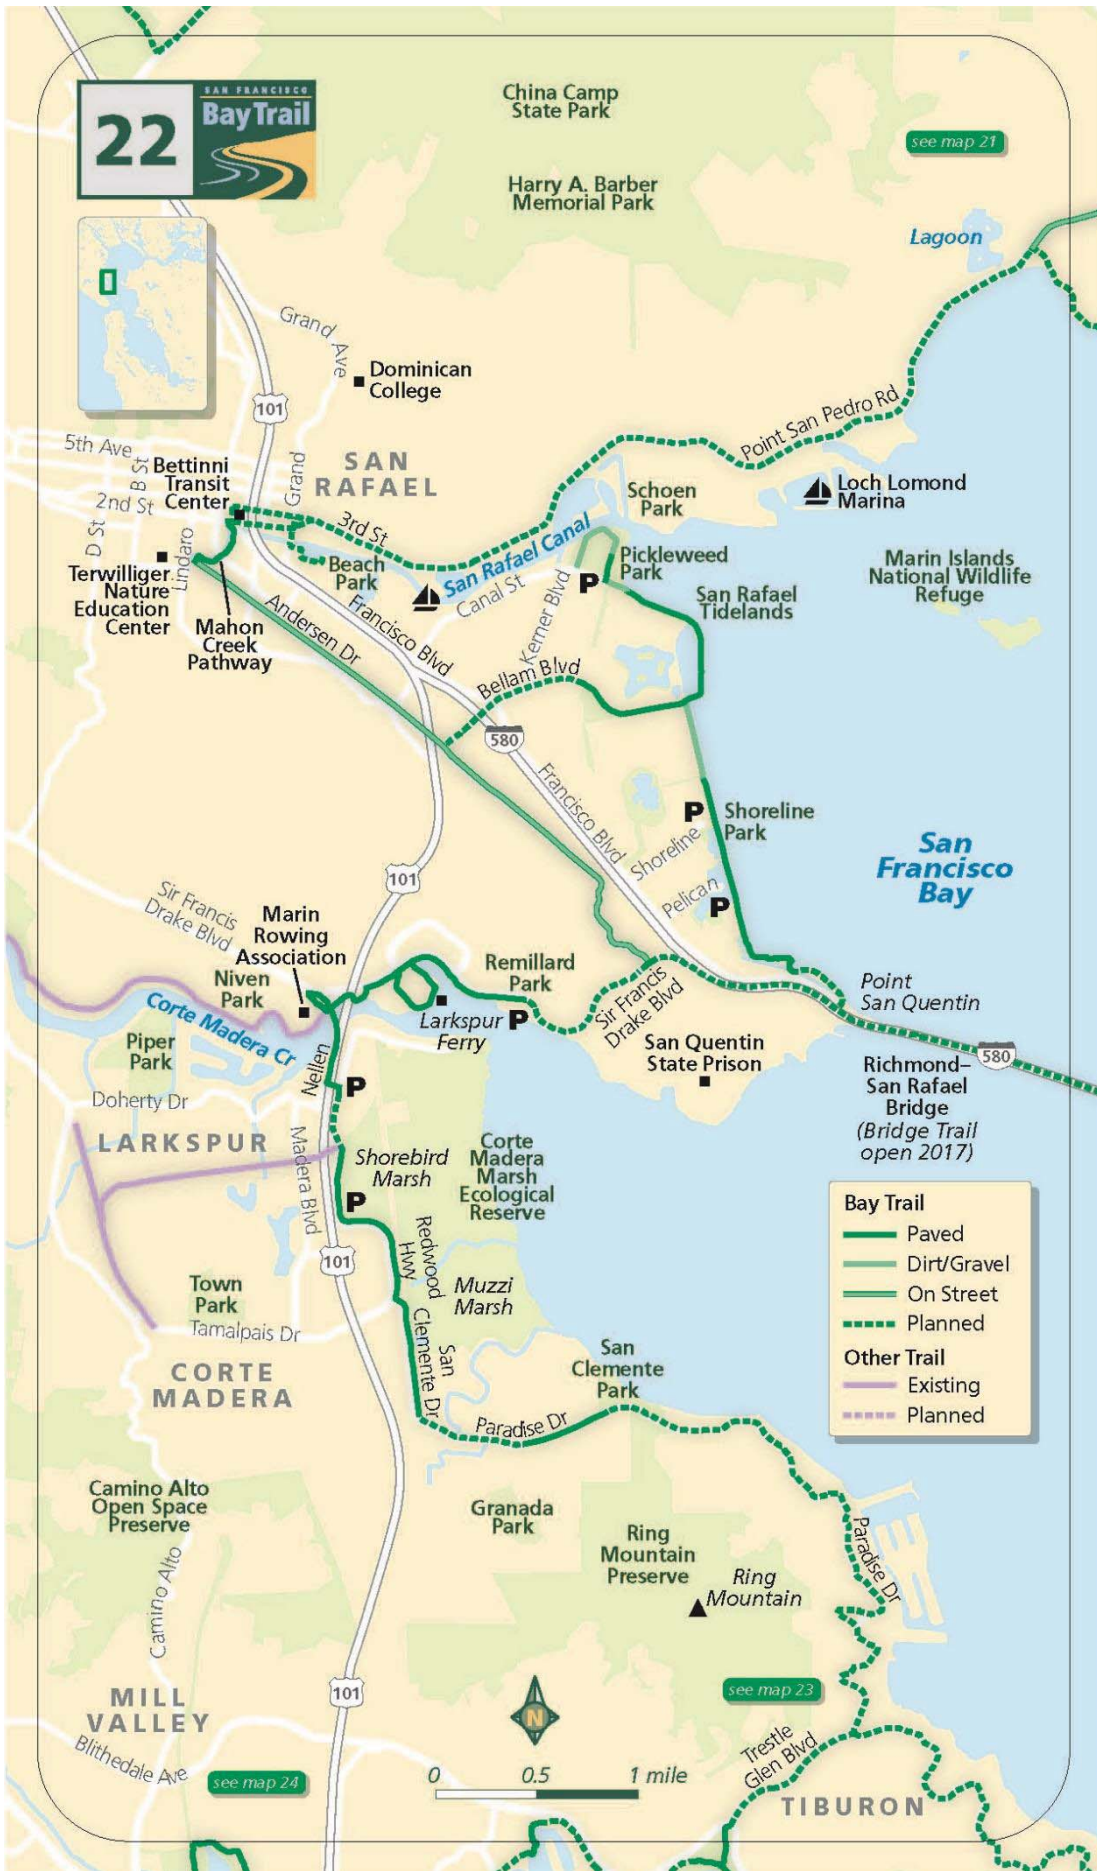 22
SAN FRANCISCO
Bay Trail
China Camp
State Park
see map 21
Harry A. Barber
Memorial Park
Lagoon
Grand Ave
Dominican
College
101
Point San Pedro Rd
5th Ave
B St
Bettinni
Transit
Center
Grand
SAN
RAFAEL
2nd St
D St
Lindaro
3rd St
San Rafael Canal
Schoen
Park
Loch Lomond
Marina
Terwilliger
Nature
Education
Center
Mahon
Creek
Pathway
Beach
Park
Canal St
Pickleweed
Park
P
Kerner Blvd
San Rafael
Tidelands
Marin Islands
National Wildlife
Refuge
Andersen Dr
Francisco Blvd
Bellam Blvd
580
Francisco Blvd
P
Shoreline
Park
Shoreline
Pelican
P
San
Francisco
Bay
101
Sir Francis
Drake Blvd
Marin
Rowing
Association
Niven
Park
Remillard
Park
Corte Madera Cr
Larkspur
Ferry
P
Sir Francis
Drake Blvd
Point
San Quentin
Piper
Park
Nellen
San Quentin
State Prison
580
Richmond–
San Rafael
Bridge
(Bridge Trail
open 2017)
Doherty Dr
P
LARKSPUR
Madera Blvd
Shorebird
Marsh
Corte
Madera
Marsh
Ecological
Reserve
P
Redwood
Hwy
101
Muzzi
Marsh
Town
Park
Tamalpais Dr
San
Clemente Dr
San
Clemente
Park
CORTE
MADERA
Paradise Dr
Bay Trail
Paved
Dirt/Gravel
On Street
Planned
Other Trail
Existing
Planned
Camino Alto
Open Space
Preserve
Granada
Park
Ring
Mountain
Preserve
Ring
Mountain
Paradise Dr
Camino Alto
101
see map 23
MILL
VALLEY
N
Blithedale Ave
see map 24
0 0.5 1 mile
Trestle
Glen Blvd
TIBURON